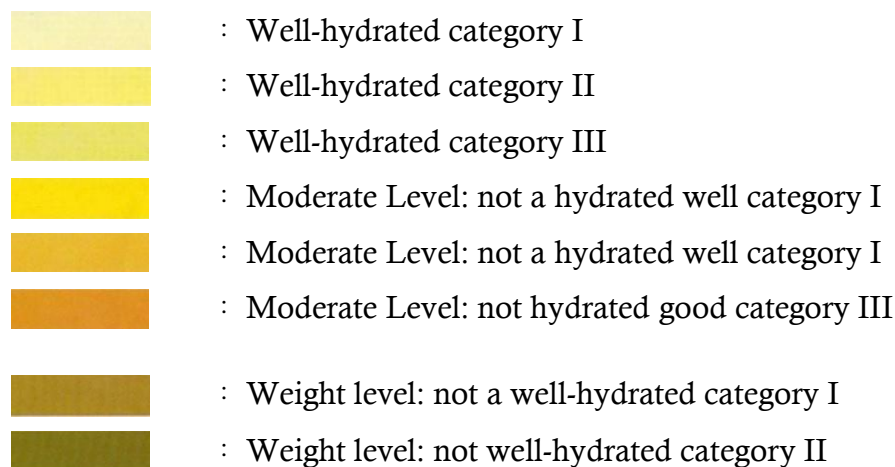 : Well-hydrated category I
: Well-hydrated category II
: Well-hydrated category III
: Moderate Level: not a hydrated well category I
: Moderate Level: not a hydrated well category I
: Moderate Level: not hydrated good category III
: Weight level: not a well-hydrated category I
: Weight level: not well-hydrated category II